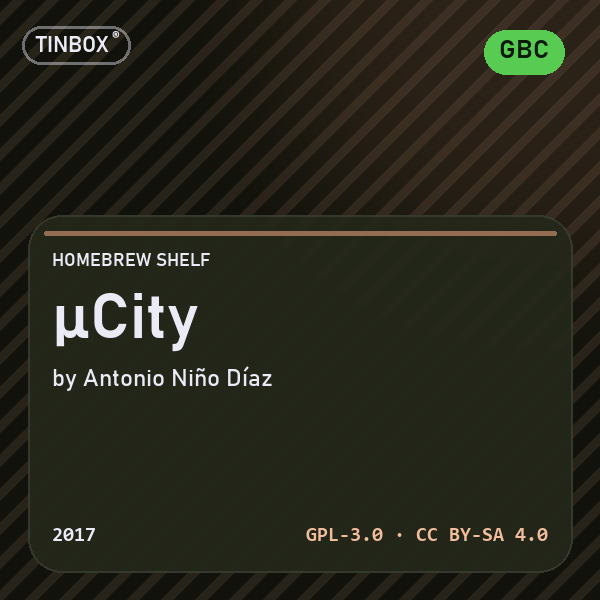 TINBOX®
GBC
HOMEBREW SHELF
µCity
by Antonio Niño Díaz
2017
GPL-3.0 · CC BY-SA 4.0